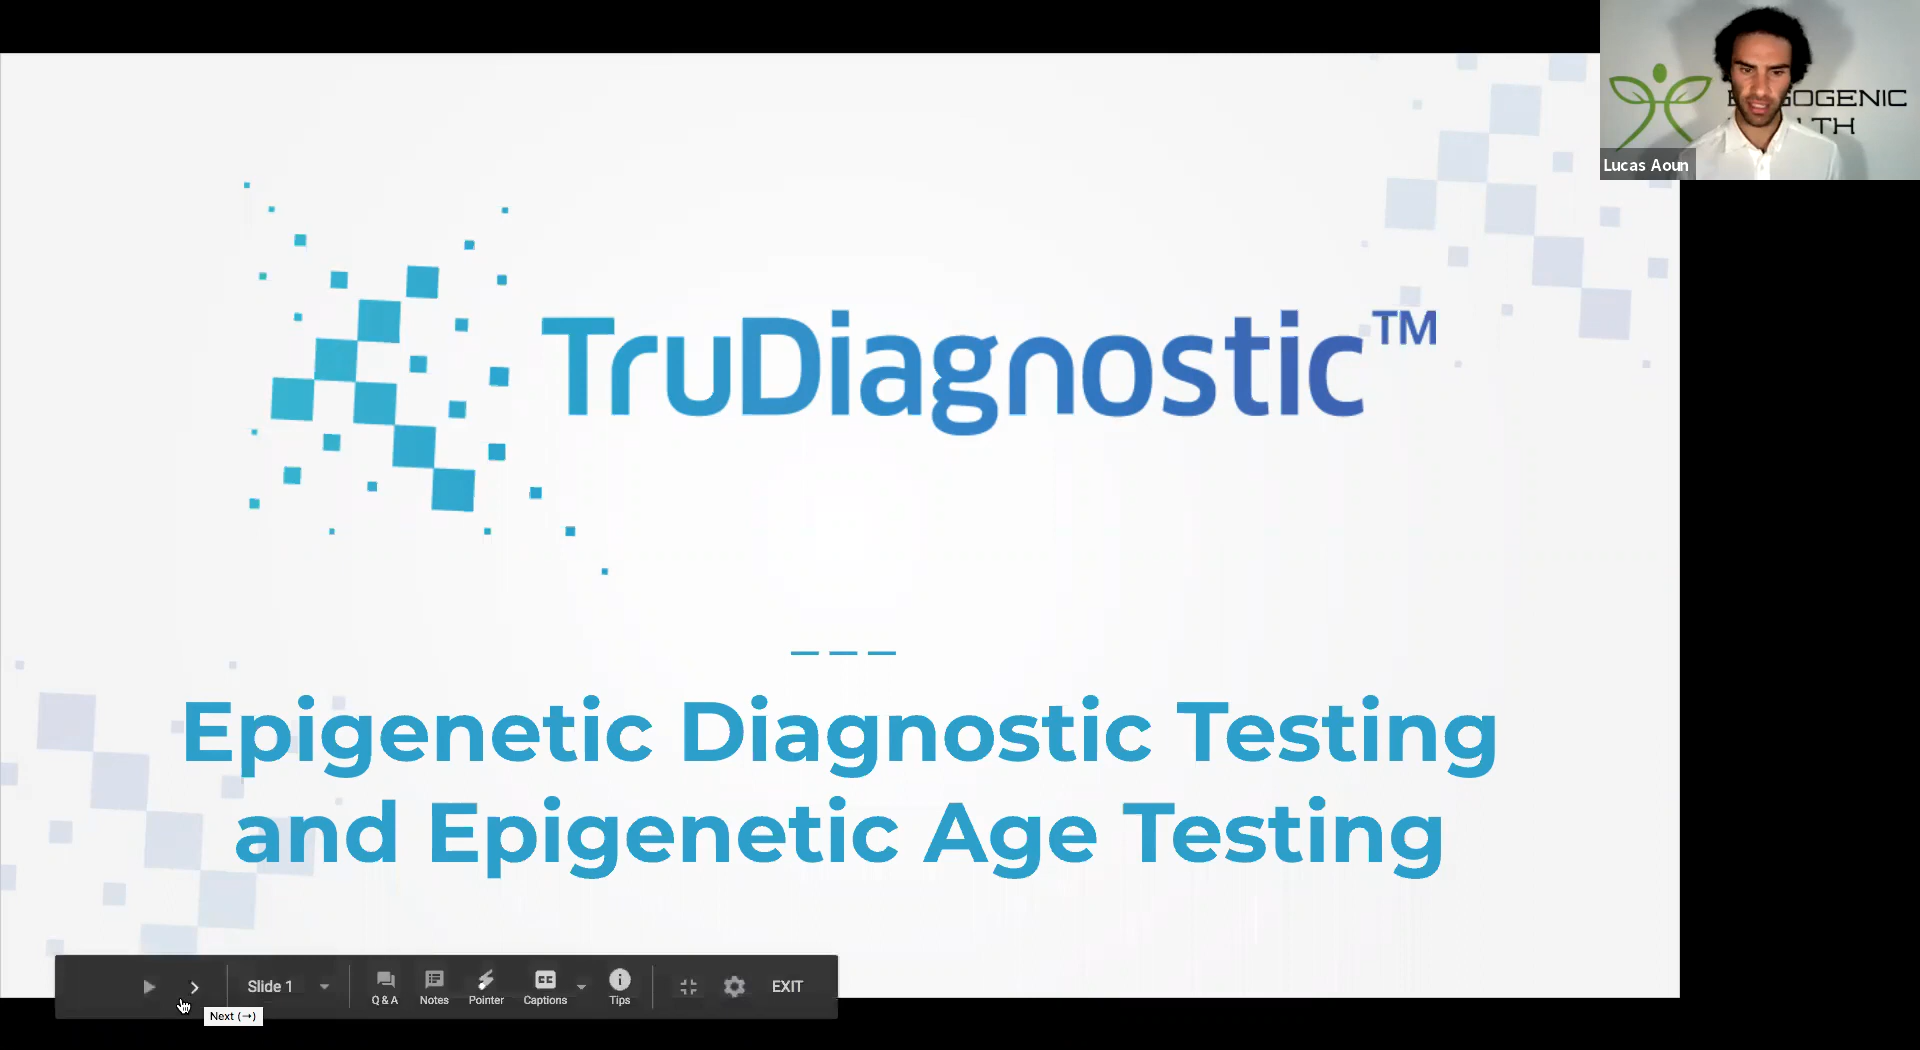 TruDiagnostic™
Epigenetic Diagnostic Testing
and Epigenetic Age Testing
Lucas Aoun
Slide 1
Q & A
Notes
Pointer
Captions
Tips
EXIT
Next (→)